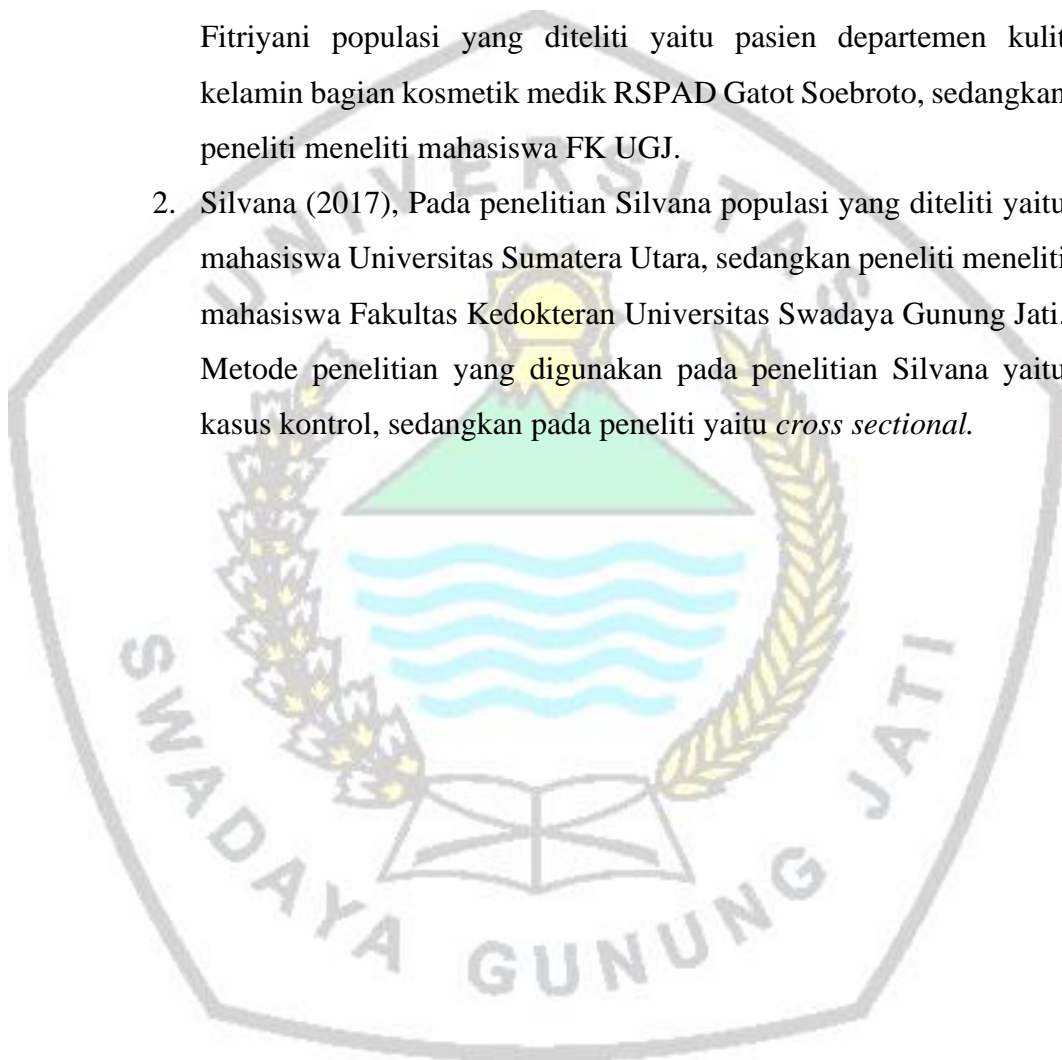 Fitriyani populasi yang diteliti yaitu pasien departemen kulit
kelamin bagian kosmetik medik RSPAD Gatot Soebroto, sedangkan
peneliti meneliti mahasiswa FK UGJ.
2. Silvana (2017), Pada penelitian Silvana populasi yang diteliti yaitu
mahasiswa Universitas Sumatera Utara, sedangkan peneliti meneliti
mahasiswa Fakultas Kedokteran Universitas Swadaya Gunung Jati.
Metode penelitian yang digunakan pada penelitian Silvana yaitu
kasus kontrol, sedangkan pada peneliti yaitu cross sectional.
UNIVERSITAS
SWADAYA GUNUNG JATI